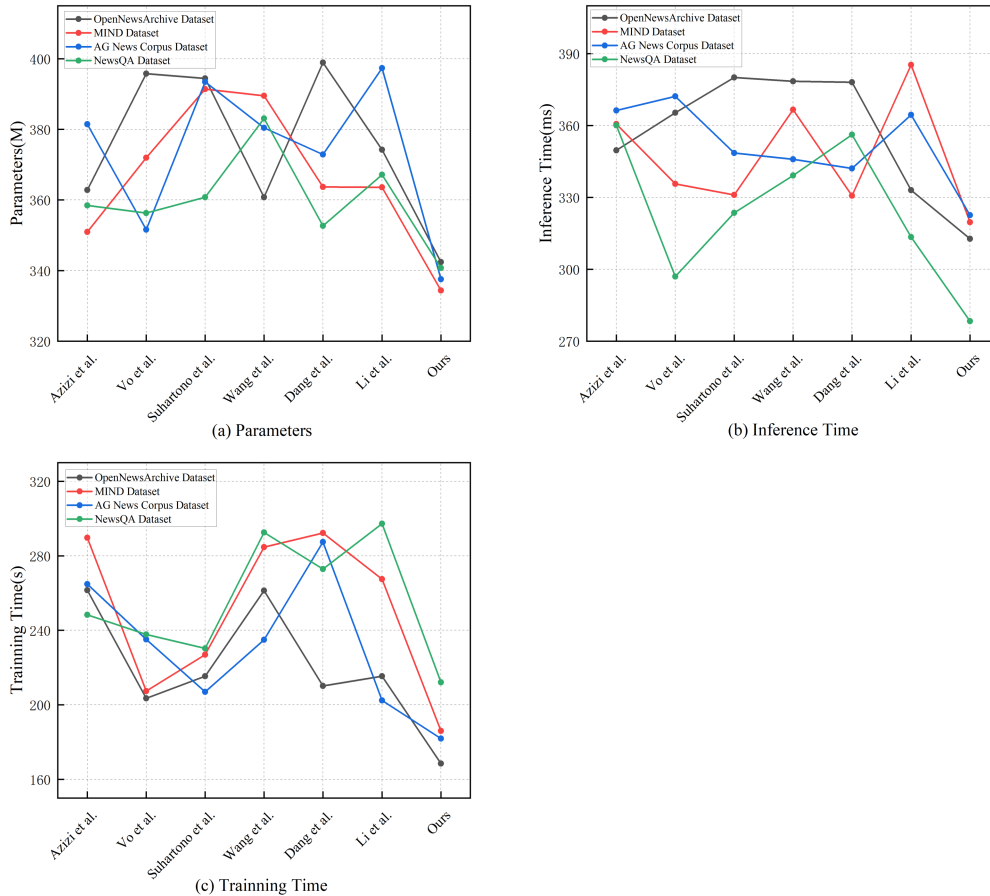 OpenNewsArchive Dataset
MIND Dataset
AG News Corpus Dataset
NewsQA Dataset
400
380
360
340
320
Parameters(M)
Azizi et al.
Vo et al.
Suhartono et al.
Wang et al.
Dang et al.
Li et al.
Ours
(a) Parameters
OpenNewsArchive Dataset
MIND Dataset
AG News Corpus Dataset
NewsQA Dataset
390
360
330
300
270
Inference Time(ms)
Azizi et al.
Vo et al.
Suhartono et al.
Wang et al.
Dang et al.
Li et al.
Ours
(b) Inference Time
OpenNewsArchive Dataset
MIND Dataset
AG News Corpus Dataset
NewsQA Dataset
320
280
240
200
160
Trainning Time(s)
Azizi et al.
Vo et al.
Suhartono et al.
Wang et al.
Dang et al.
Li et al.
Ours
(c) Trainning Time